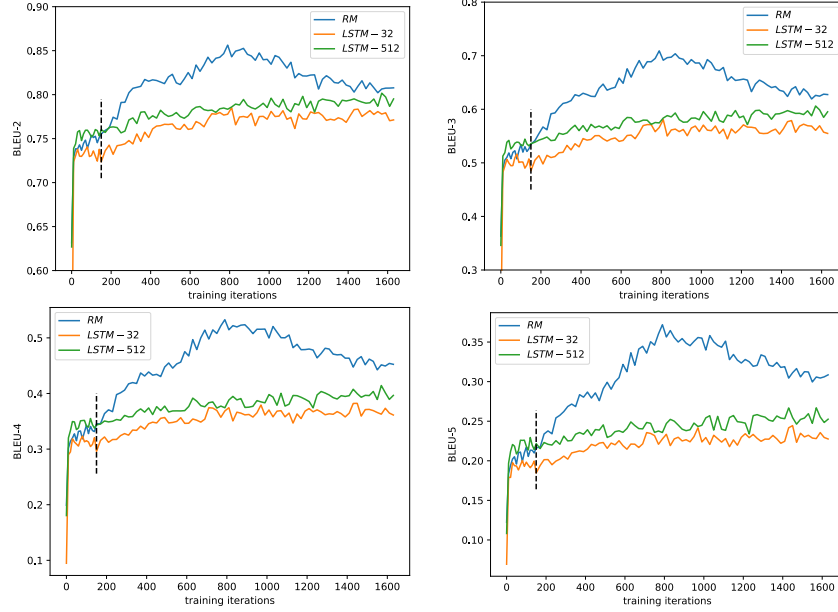 0.90
0.85
0.80
0.75
0.70
0.65
0.60
BLEU-2
0 200 400 600 800 1000 1200 1400 1600
training iterations
RM
LSTM − 32
LSTM − 512
0.8
0.7
0.6
0.5
0.4
0.3
BLEU-3
0 200 400 600 800 1000 1200 1400 1600
training iterations
RM
LSTM − 32
LSTM − 512
0.5
0.4
0.3
0.2
0.1
BLEU-4
0 200 400 600 800 1000 1200 1400 1600
training iterations
RM
LSTM − 32
LSTM − 512
0.35
0.30
0.25
0.20
0.15
0.10
BLEU-5
0 200 400 600 800 1000 1200 1400 1600
training iterations
RM
LSTM − 32
LSTM − 512